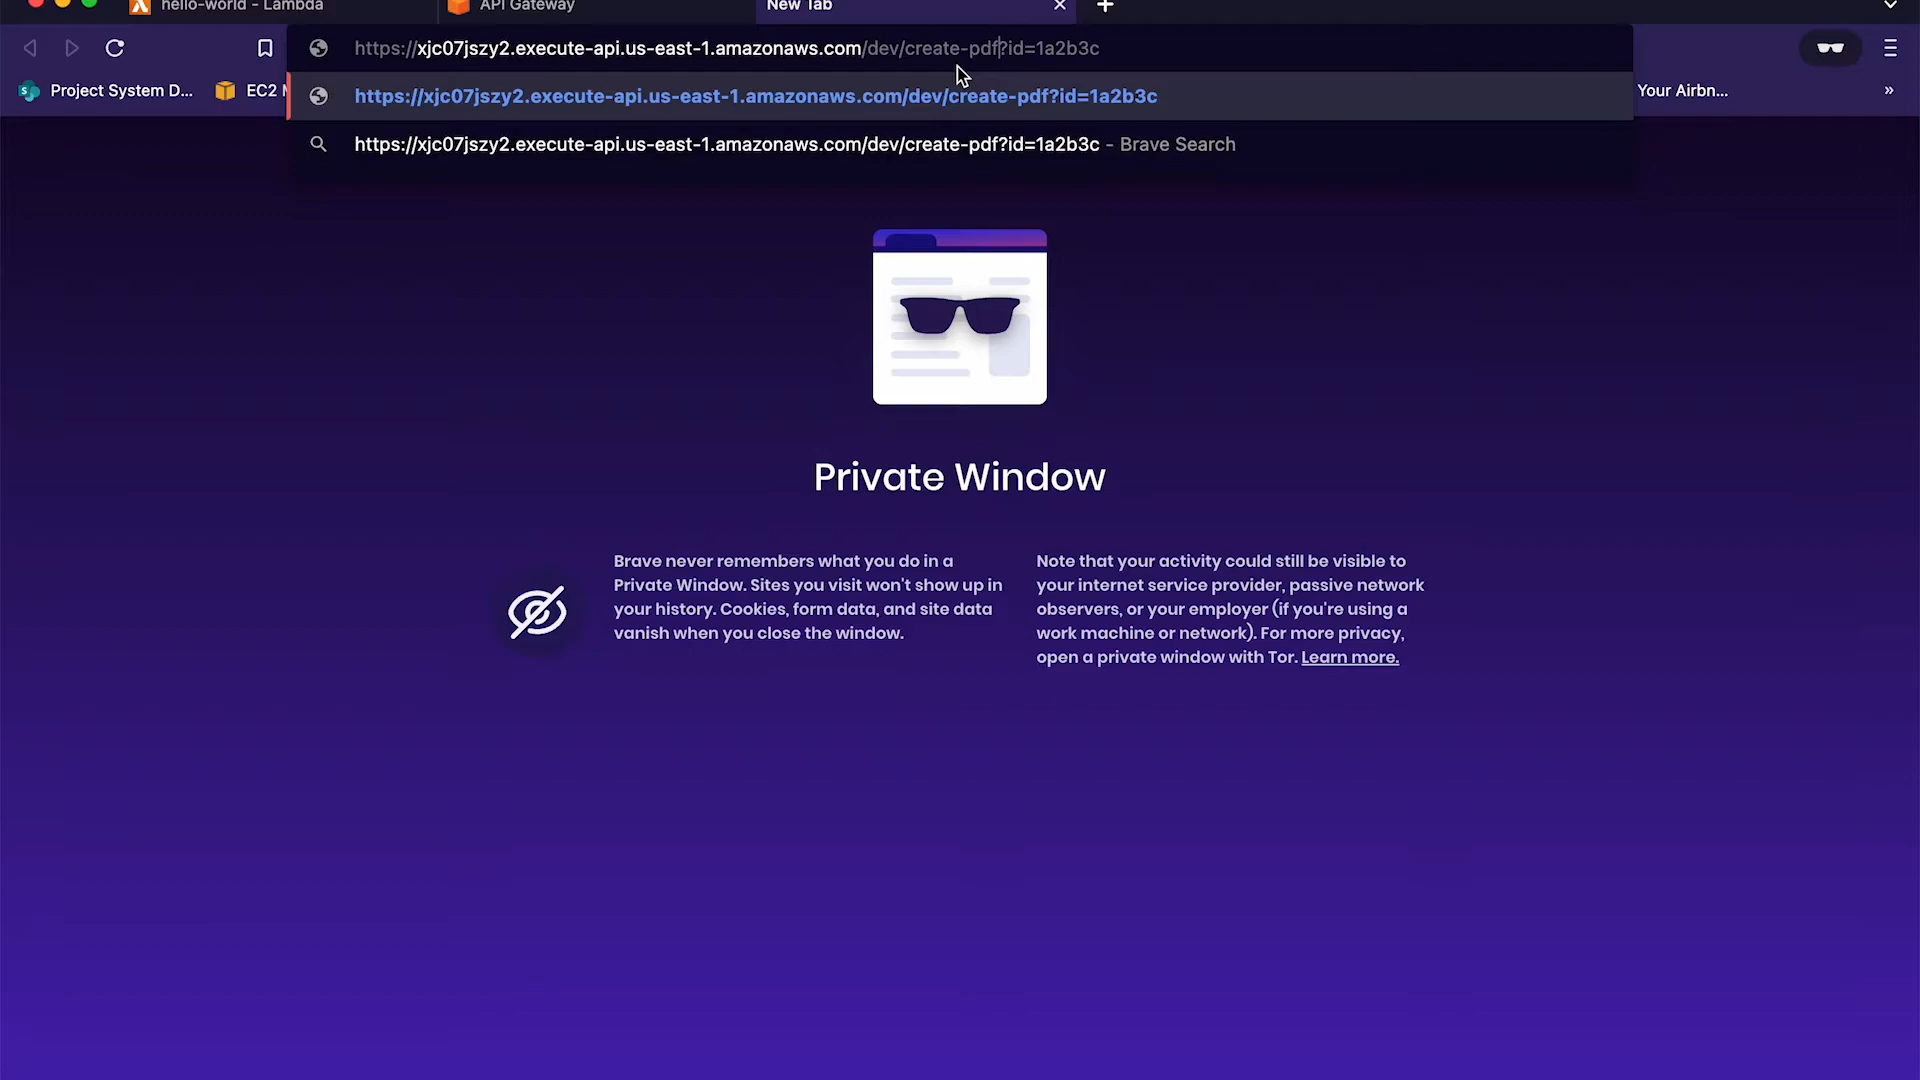 hello-world - Lambda
API Gateway
New Tab
https://xjc07jszy2.execute-api.us-east-1.amazonaws.com/dev/create-pdf?id=1a2b3c
Project System D...
EC2 M
https://xjc07jszy2.execute-api.us-east-1.amazonaws.com/dev/create-pdf?id=1a2b3c
Your Airbn...
https://xjc07jszy2.execute-api.us-east-1.amazonaws.com/dev/create-pdf?id=1a2b3c - Brave Search
Private Window
Brave never remembers what you do in a
Private Window. Sites you visit won't show up in
your history. Cookies, form data, and site data
vanish when you close the window.
Note that your activity could still be visible to
your internet service provider, passive network
observers, or your employer (if you're using a
work machine or network). For more privacy,
open a private window with Tor. Learn more.